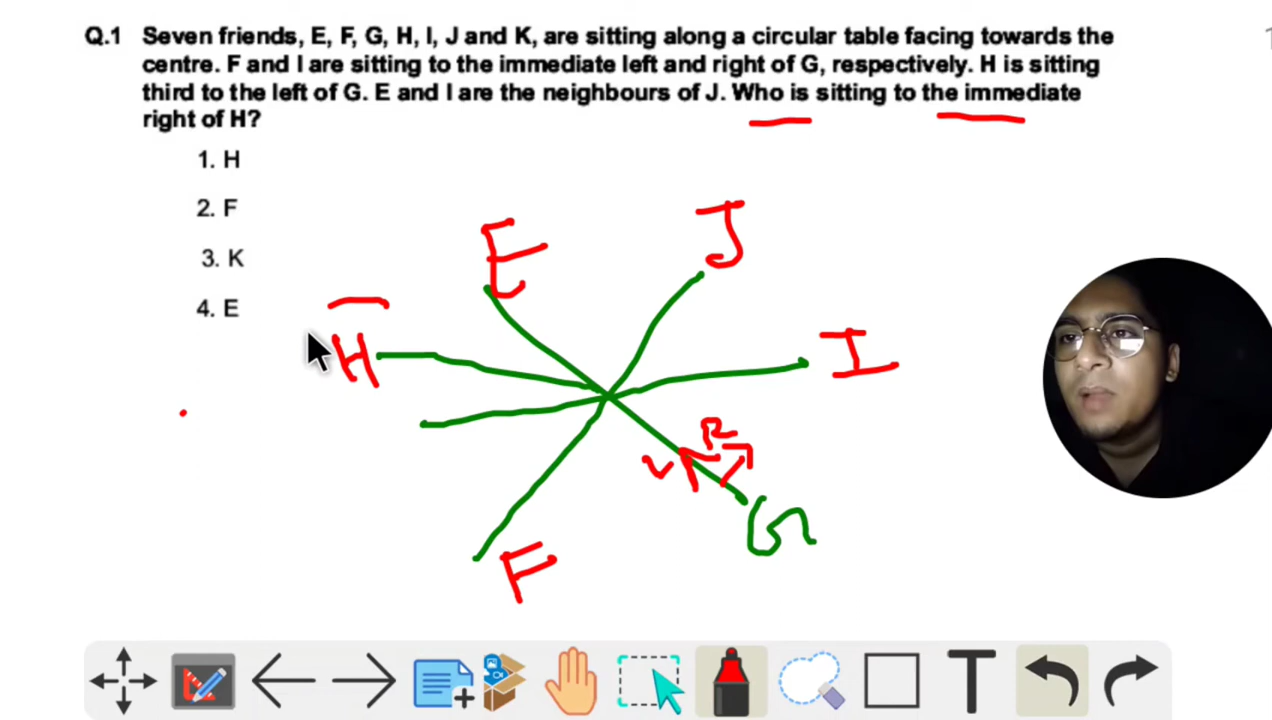 Q.1 Seven friends, E, F, G, H, I, J and K, are sitting along a circular table facing towards the
centre. F and I are sitting to the immediate left and right of G, respectively. H is sitting
third to the left of G. E and I are the neighbours of J. Who is sitting to the immediate
right of H?
1. H
2. F
3. K
4. E
E
J
H
I
R
L
G
F
T